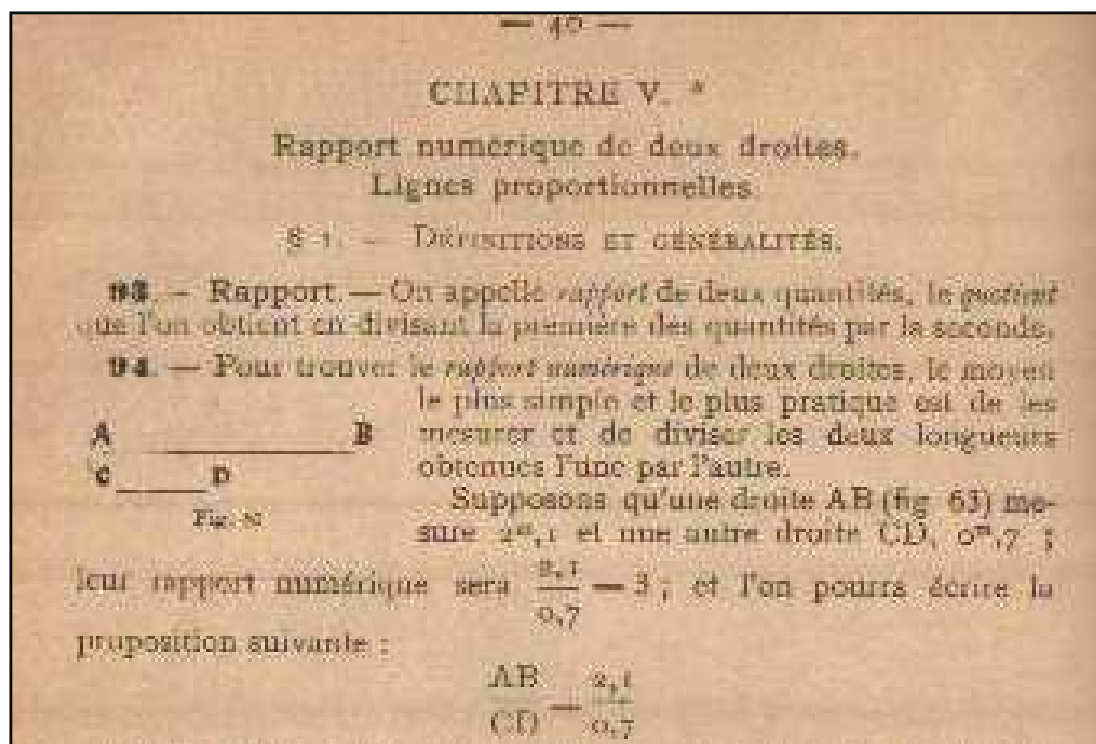 — 40 —
CHAPITRE V. *
Rapport numérique de deux droites.
Lignes proportionnelles
§ 1. — DÉFINITIONS ET GÉNÉRALITÉS.
93. — Rapport. — On appelle rapport de deux quantités, le quotient
que l'on obtient en divisant la première des quantités par la seconde.
94. — Pour trouver le rapport numérique de deux droites, le moyen
le plus simple et le plus pratique est de les
mesurer et de diviser les deux longueurs
obtenues l'une par l'autre.
A B
C D
Fig.
Supposons qu'une droite AB (fig 63) me-
sure 2m,1 et une autre droite CD, 0m,7 ;
leur rapport numérique sera 2,1/0,7 = 3 ; et l'on pourra écrire la
proposition suivante :
AB/CD = 2,1/0,7